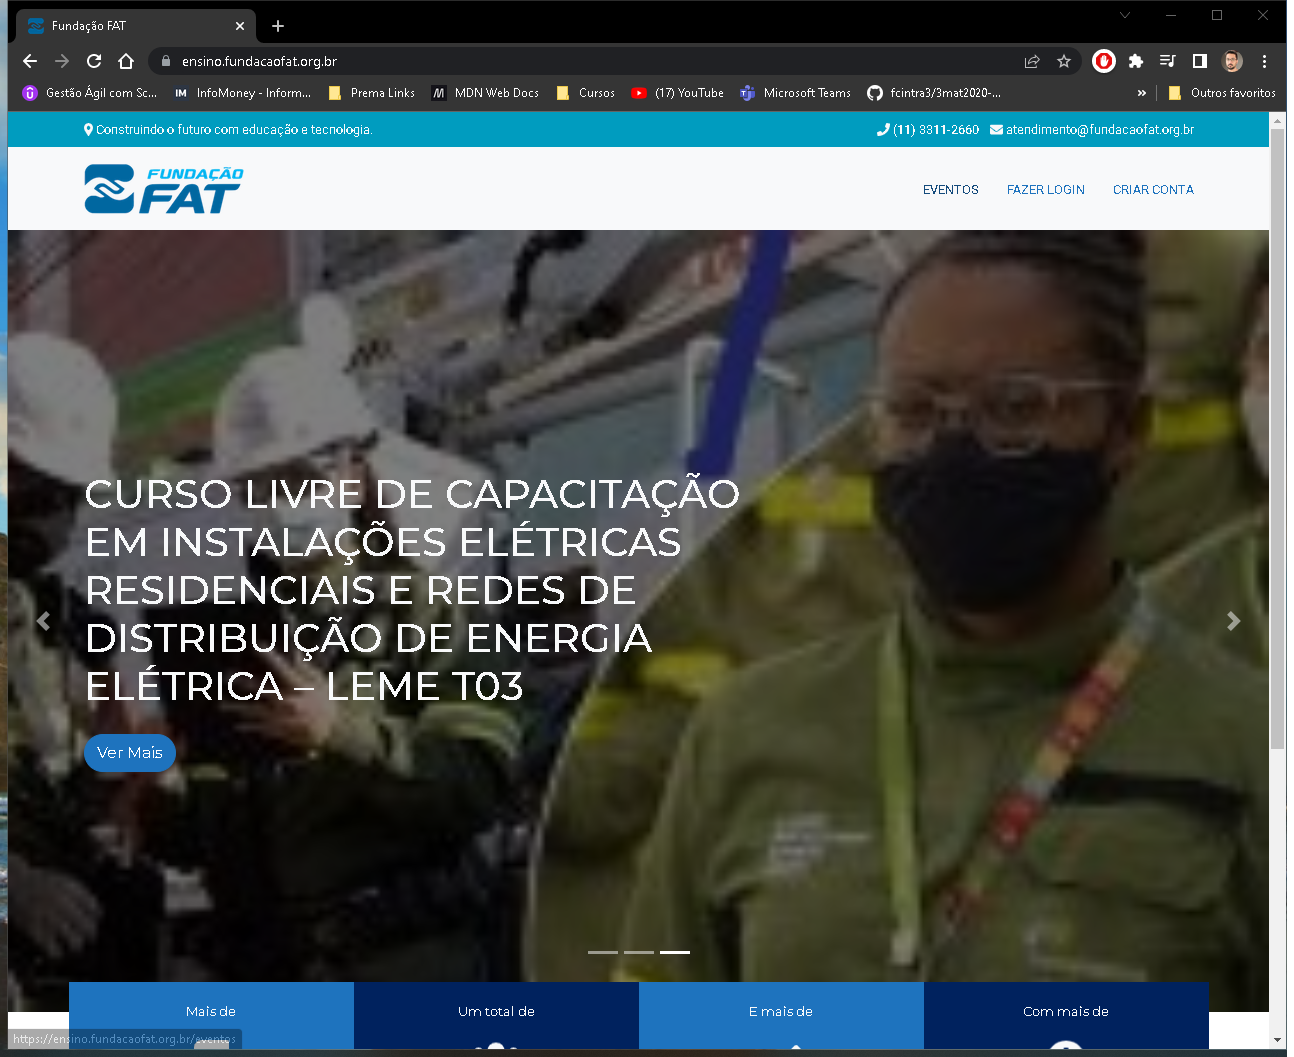 Fundação FAT
ensino.fundacaofat.org.br
Gestão Ágil com Sc...
InfoMoney - Inform...
Prema Links
MDN Web Docs
Cursos
(17) YouTube
Microsoft Teams
fcintra3/3mat2020-...
»
Outros favoritos
Construindo o futuro com educação e tecnologia.
(11) 3311-2660
atendimento@fundacaofat.org.br
FUNDAÇÃO
FAT
EVENTOS
FAZER LOGIN
CRIAR CONTA
CURSO LIVRE DE CAPACITAÇÃO
EM INSTALAÇÕES ELÉTRICAS
RESIDENCIAIS E REDES DE
DISTRIBUIÇÃO DE ENERGIA
ELÉTRICA – LEME T03
Ver Mais
Mais de
Um total de
E mais de
Com mais de
https://ensino.fundacaofat.org.br/eventos